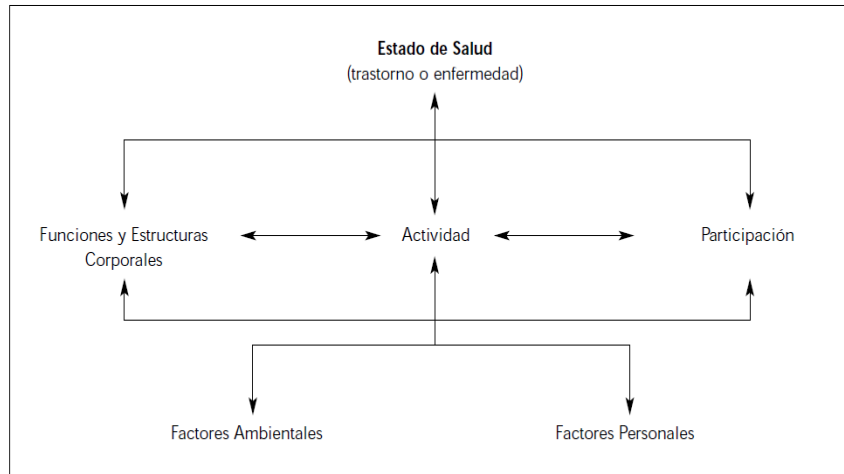 Estado de Salud
(trastorno o enfermedad)
Funciones y Estructuras
Corporales
Actividad
Participación
Factores Ambientales
Factores Personales